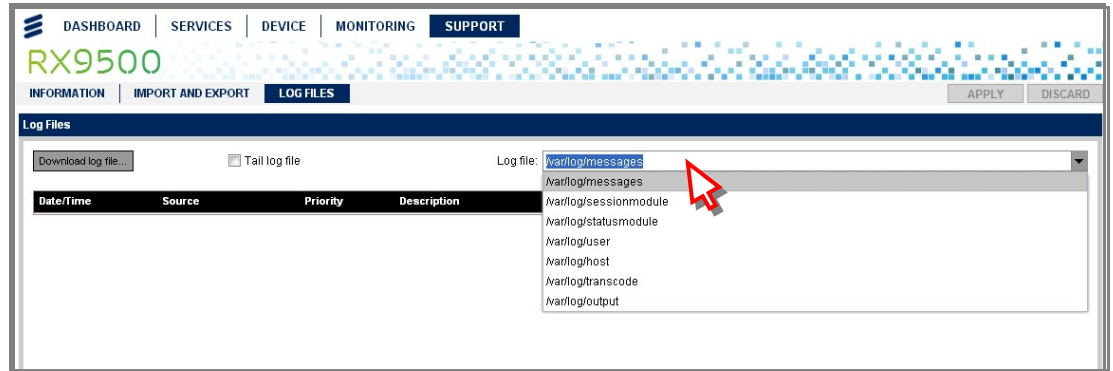 DASHBOARD SERVICES DEVICE MONITORING SUPPORT
RX9500
INFORMATION IMPORT AND EXPORT LOG FILES APPLY DISCARD
Log Files
Download log file... Tail log file Log file: /var/log/messages
/var/log/messages
Date/Time Source Priority Description /var/log/sessionmodule
/var/log/statusmodule
/var/log/user
/var/log/host
/var/log/transcode
/var/log/output